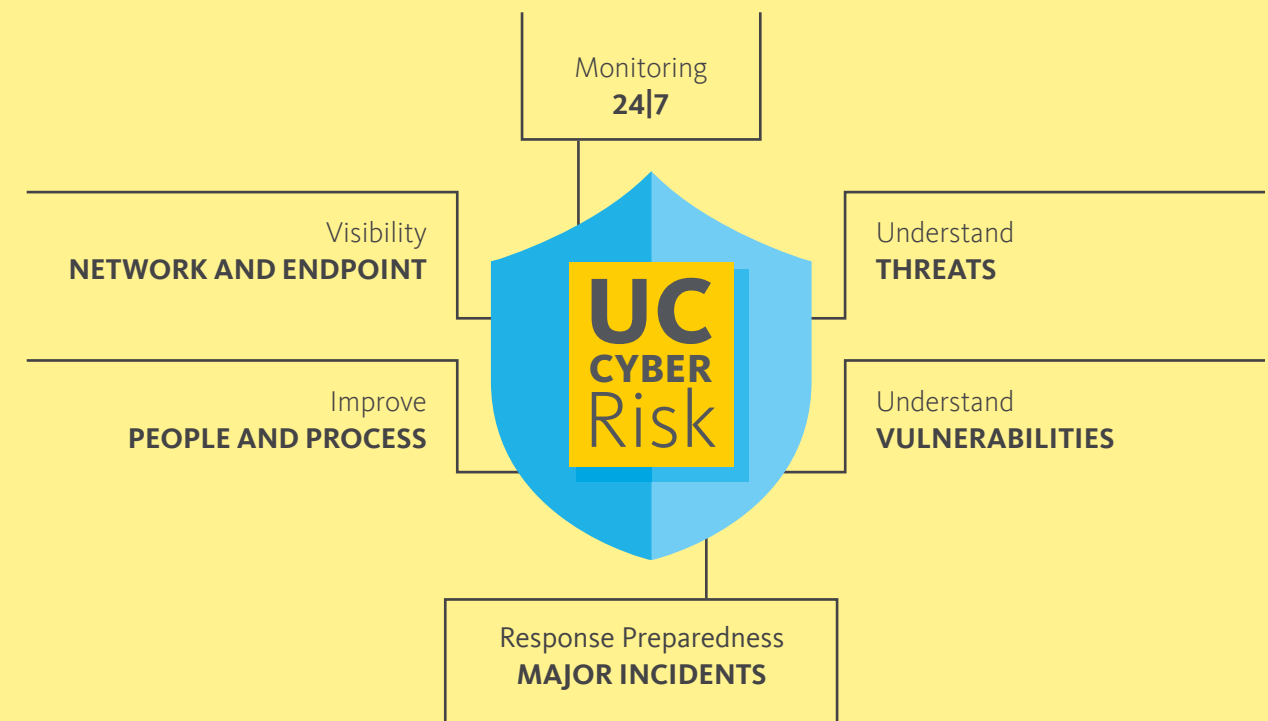 Monitoring
24|7
Visibility
NETWORK AND ENDPOINT
Understand
THREATS
UC
CYBER
Risk
Improve
PEOPLE AND PROCESS
Understand
VULNERABILITIES
Response Preparedness
MAJOR INCIDENTS